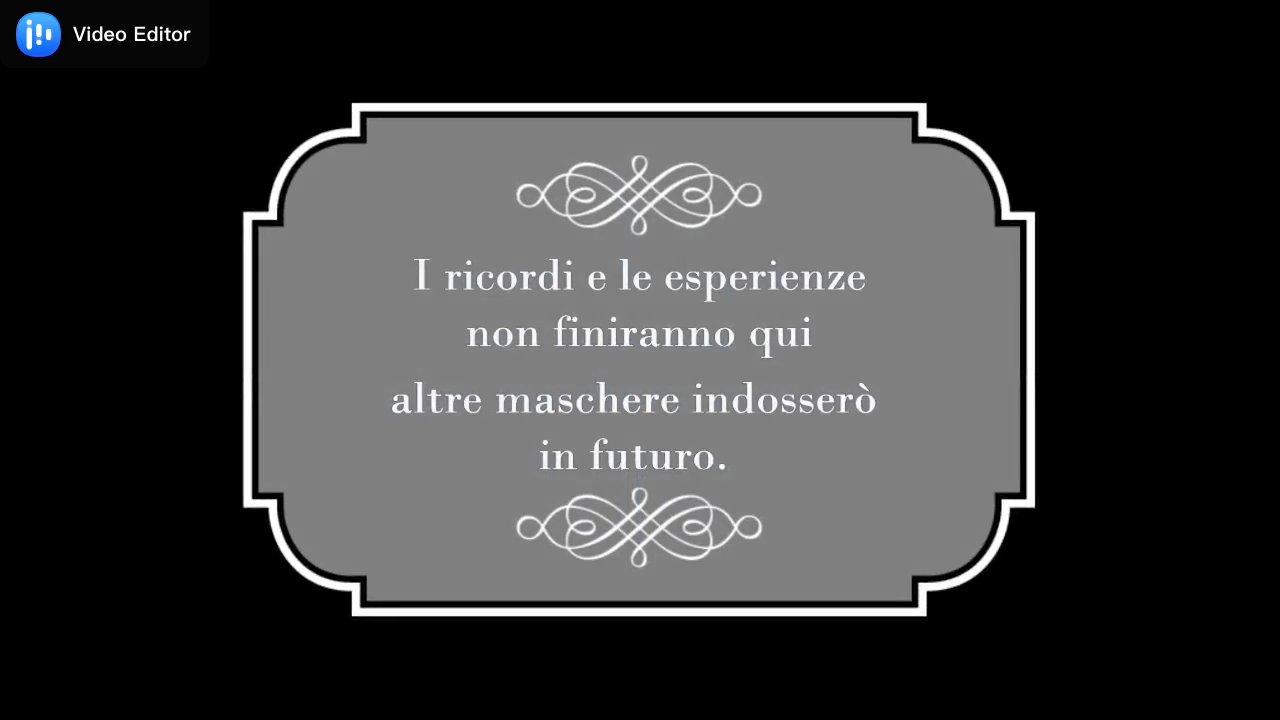 Video Editor
I ricordi e le esperienze
non finiranno qui
altre maschere indosserò
in futuro.